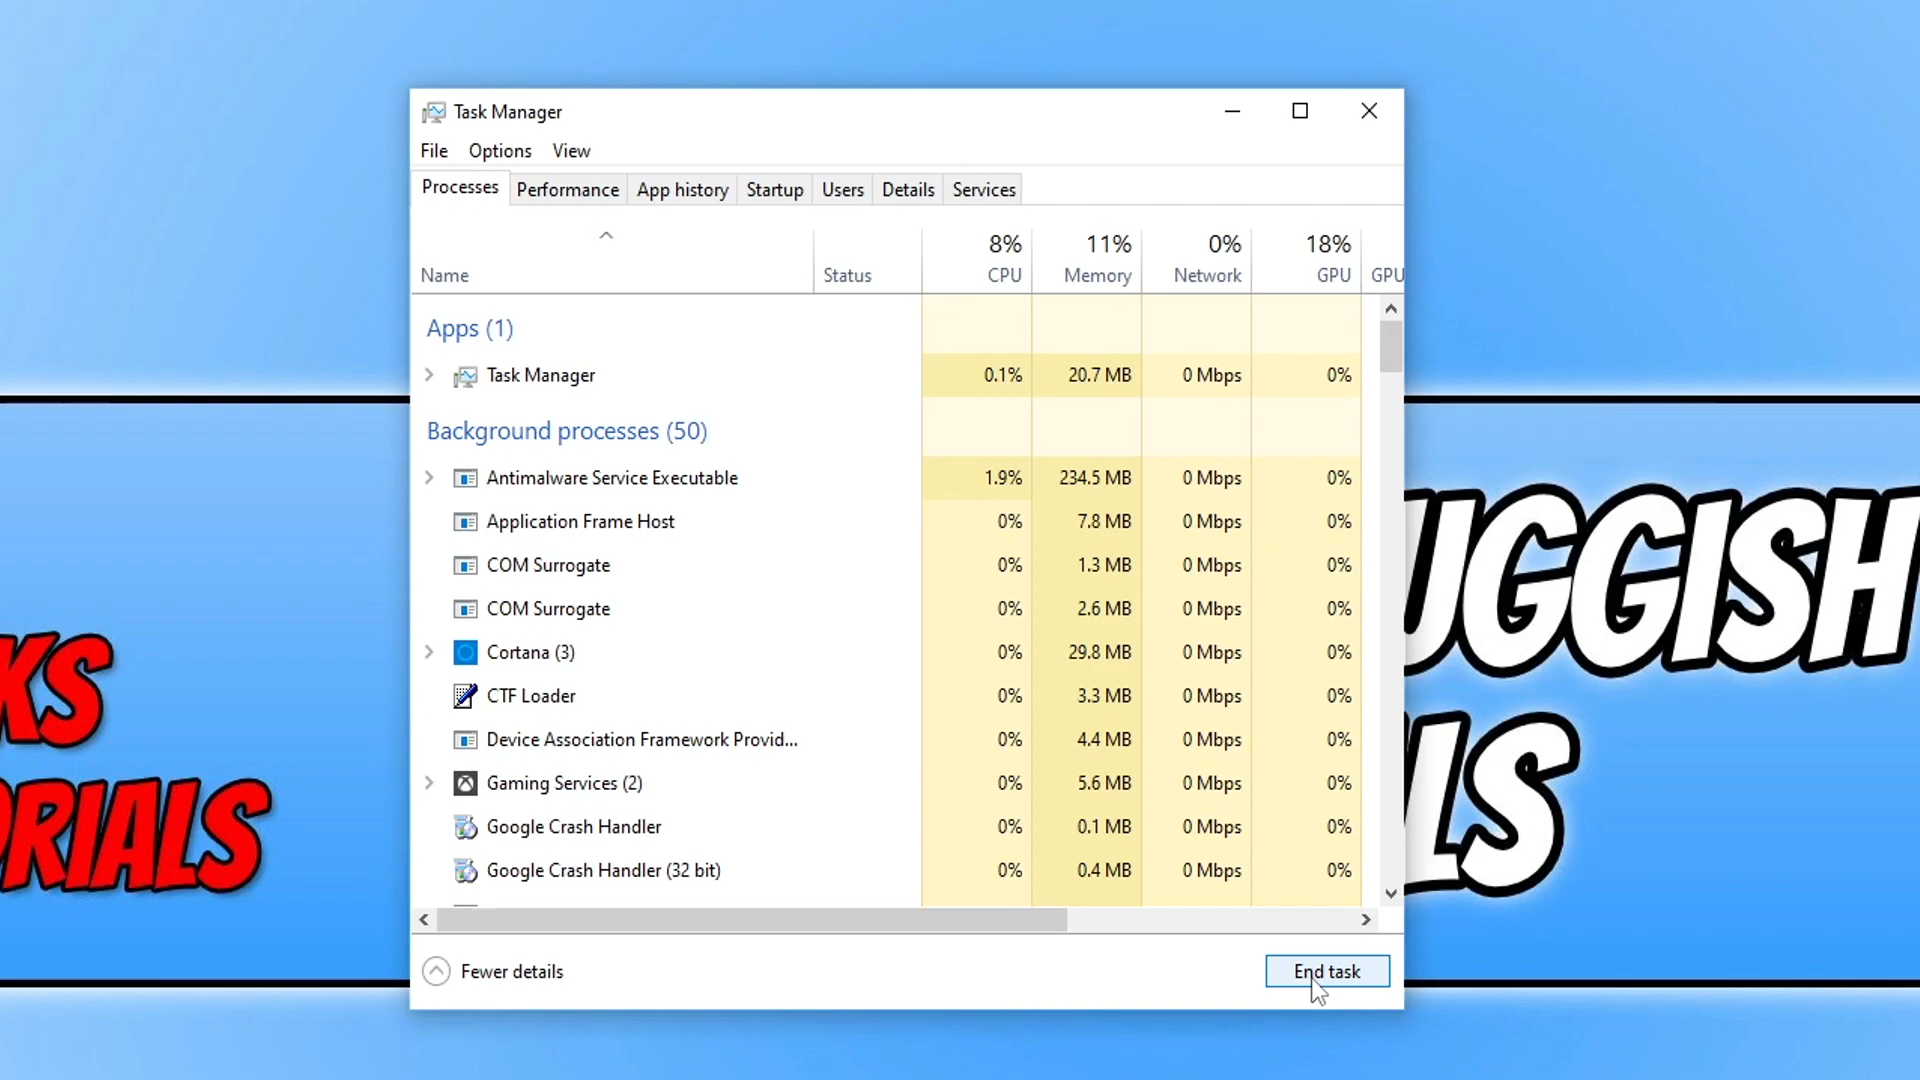 Task Manager
File Options View
Processes Performance App history Startup Users Details Services
8% 11% 0% 18%
Name Status CPU Memory Network GPU GPU
Apps (1)
Task Manager 0.1% 20.7 MB 0 Mbps 0%
Background processes (50)
Antimalware Service Executable 1.9% 234.5 MB 0 Mbps 0%
Application Frame Host 0% 7.8 MB 0 Mbps 0%
COM Surrogate 0% 1.3 MB 0 Mbps 0%
COM Surrogate 0% 2.6 MB 0 Mbps 0%
Cortana (3) 0% 29.8 MB 0 Mbps 0%
CTF Loader 0% 3.3 MB 0 Mbps 0%
Device Association Framework Provid... 0% 4.4 MB 0 Mbps 0%
Gaming Services (2) 0% 5.6 MB 0 Mbps 0%
Google Crash Handler 0% 0.1 MB 0 Mbps 0%
Google Crash Handler (32 bit) 0% 0.4 MB 0 Mbps 0%
Fewer details End task
KS
ORIALS
UGGISH
LS